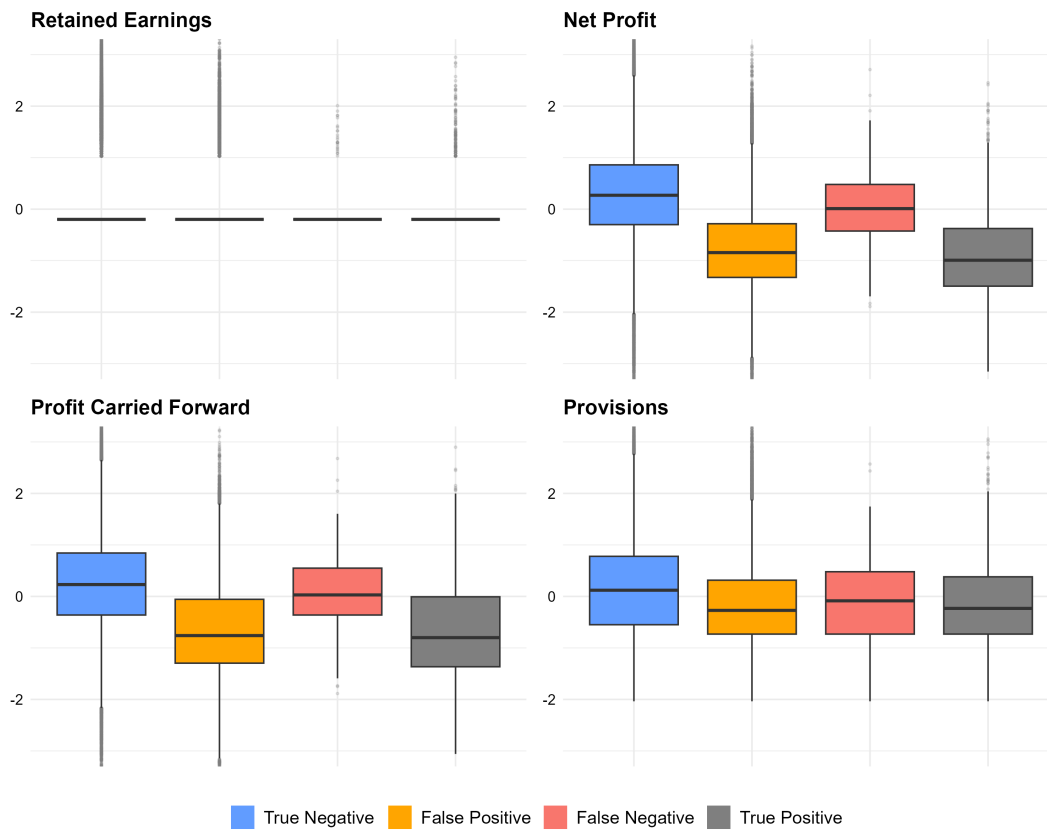 Retained Earnings
Net Profit
2
0
-2
2
0
-2
Profit Carried Forward
Provisions
2
0
-2
2
0
-2
True Negative False Positive False Negative True Positive